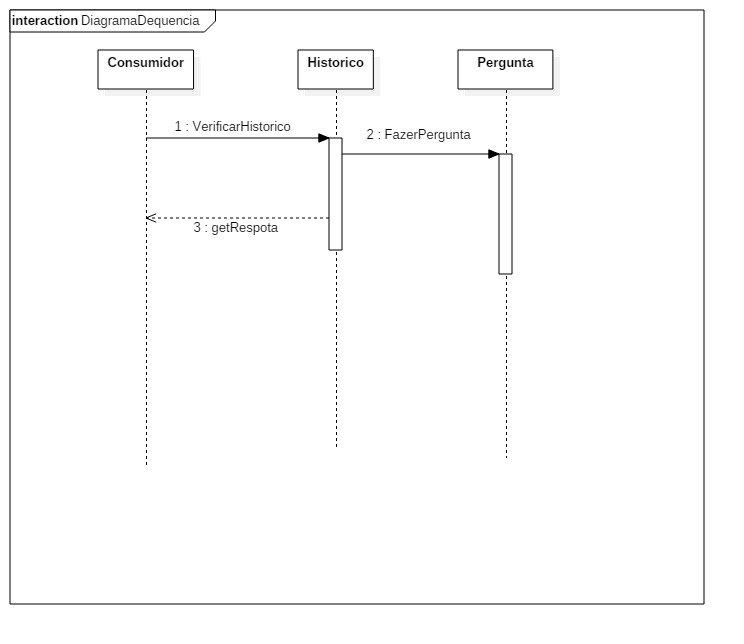 interaction DiagramaDequencia
Consumidor
Historico
Pergunta
1 : VerificarHistorico
2 : FazerPergunta
3 : getRespota